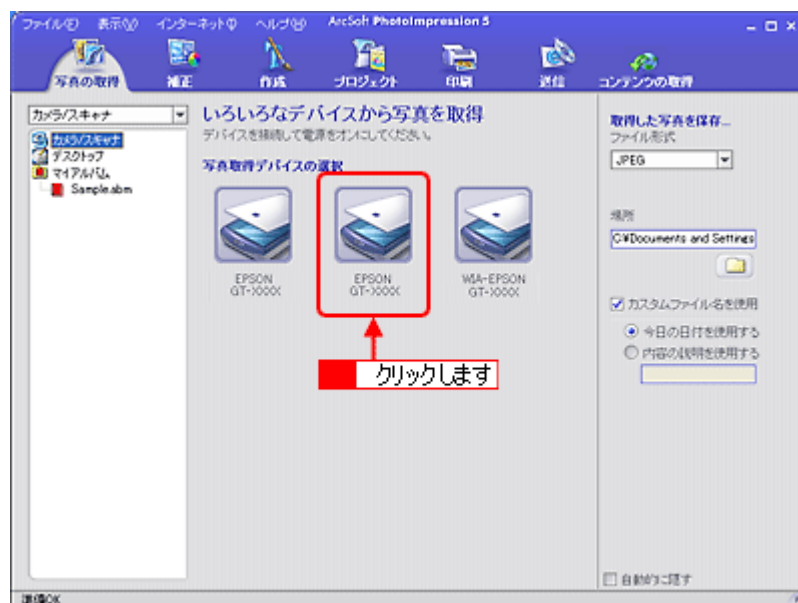 ファイル(F) 表示(V) インターネット(I) ヘルプ(H) ArcSoft PhotoImpression 5
写真の取得 補正 作成 プロジェクト 印刷 送信 コンテンツの取得
カメラ/スキャナ
カメラ/スキャナ
デスクトップ
マイアルバム
Sample.abm
いろいろなデバイスから写真を取得
デバイスを接続して電源をオンにしてください。
写真取得デバイスの選択
EPSON
GT-XXXX
EPSON
GT-XXXX
WIA-EPSON
GT-XXXX
クリックします
取得した写真を保存...
ファイル形式
JPEG
場所
C:¥Documents and Settings
カスタムファイル名を使用
今日の日付を使用する
内容の説明を使用する
自動的に隠す
準備OK